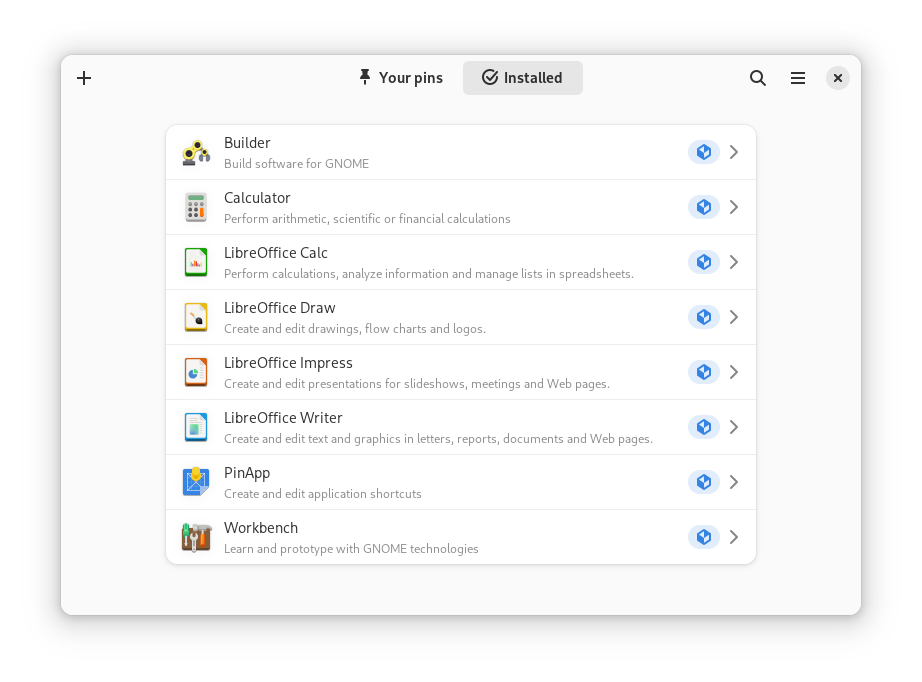 Your pins
Installed
Builder
Build software for GNOME
Calculator
Perform arithmetic, scientific or financial calculations
LibreOffice Calc
Perform calculations, analyze information and manage lists in spreadsheets.
LibreOffice Draw
Create and edit drawings, flow charts and logos.
LibreOffice Impress
Create and edit presentations for slideshows, meetings and Web pages.
LibreOffice Writer
Create and edit text and graphics in letters, reports, documents and Web pages.
PinApp
Create and edit application shortcuts
Workbench
Learn and prototype with GNOME technologies